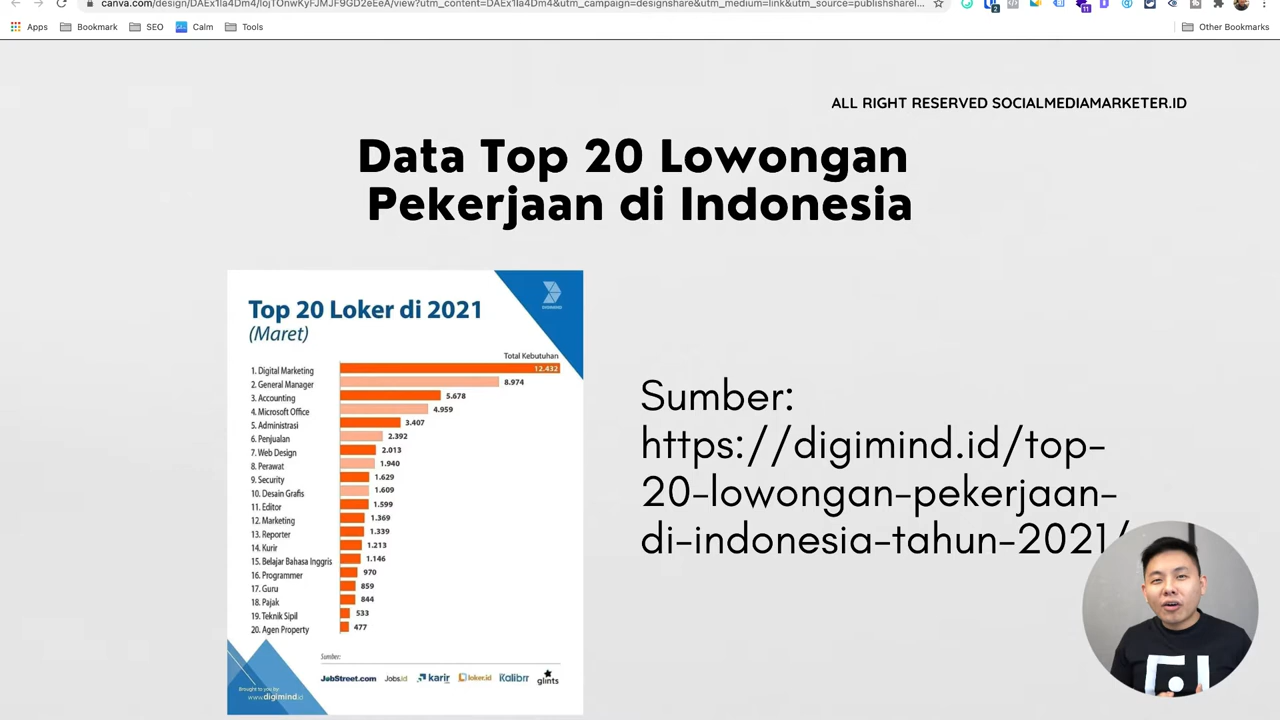 Apps
Bookmark
SEO
Calm
Tools
Other Bookmarks
ALL RIGHT RESERVED SOCIALMEDIAMARKETER.ID
Data Top 20 Lowongan
Pekerjaan di Indonesia
Top 20 Loker di 2021
(Maret)
Total Kebutuhan
1. Digital Marketing 12.432
2. General Manager 8.974
3. Accounting 5.678
4. Microsoft Office 4.959
5. Administrasi 3.407
6. Penjualan 2.392
7. Web Design 2.013
8. Perawat 1.940
9. Security 1.629
10. Desain Grafis 1.609
11. Editor 1.599
12. Marketing 1.369
13. Reporter 1.339
14. Kurir 1.213
15. Belajar Bahasa Inggris 1.146
16. Programmer 970
17. Guru 859
18. Pajak 844
19. Teknik Sipil 533
20. Agen Property 477
Sumber:
JobStreet.com Jobs.id karir loker.id Kalibrr glints
Brought to you by:
www.digimind.id
Sumber:
https://digimind.id/top-
20-lowongan-pekerjaan-
di-indonesia-tahun-2021/